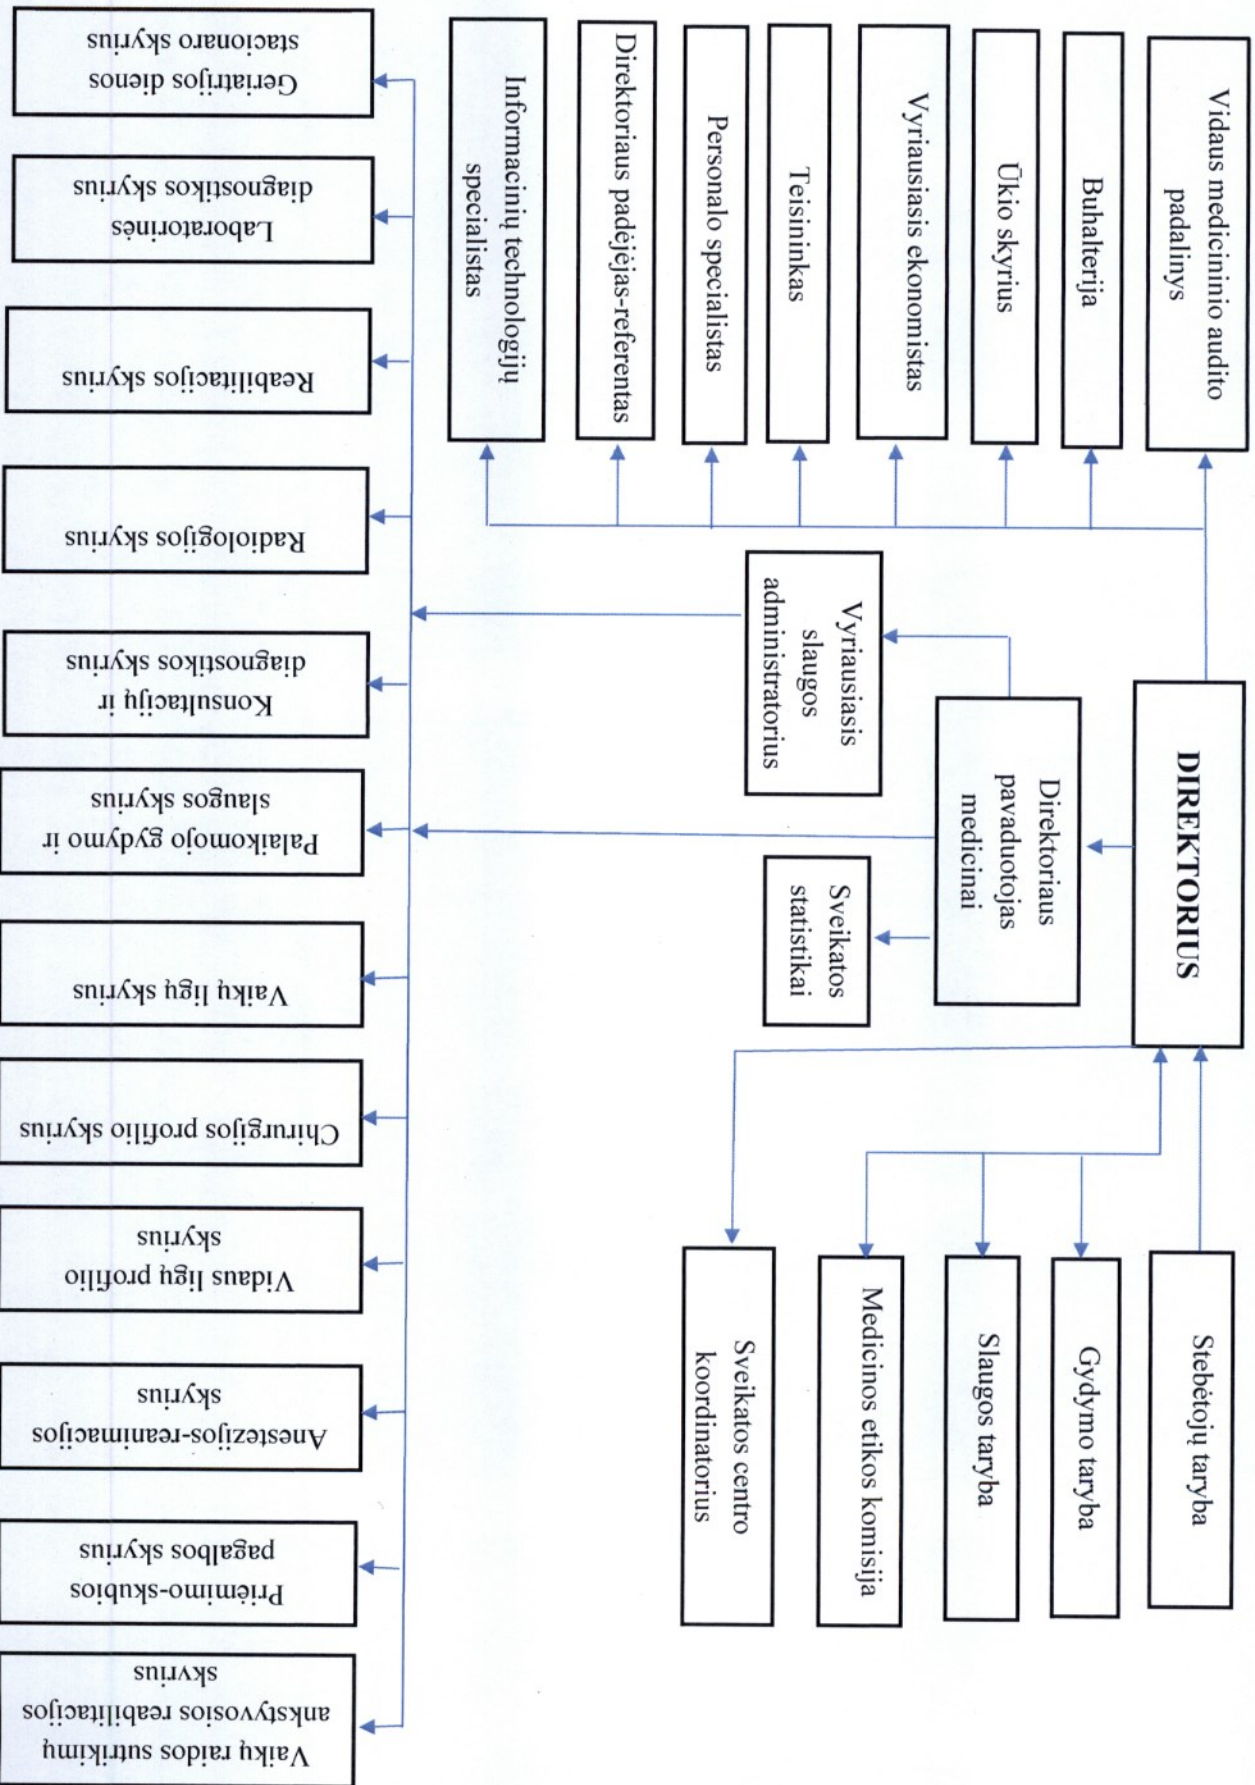 DIREKTORIUS
Stebėtojų taryba
Gydymo taryba
Slaugos taryba
Medicinos etikos komisija
Sveikatos centro
koordinatorius
Vidaus medicininio audito
padalinys
Buhalterija
Ūkio skyrius
Vyriausiasis ekonomistas
Teisininkas
Personalo specialistas
Direktoriaus padėjėjas-referentas
Informacinių technologijų
specialistas
Direktoriaus
pavaduotojas
medicinai
Vyriausiasis
slaugos
administratorius
Sveikatos
statistikai
Geriatrijos dienos
stacionaro skyrius
Laboratorinės
diagnostikos skyrius
Reabilitacijos skyrius
Radiologijos skyrius
Konsultacijų ir
diagnostikos skyrius
Palaikomojo gydymo ir
slaugos skyrius
Vaikų ligų skyrius
Chirurgijos profilio skyrius
Vidaus ligų profilio
skyrius
Anestezijos-reanimacijos
skyrius
Priėmimo-skubios
pagalbos skyrius
Vaikų raidos sutrikimų
ankstyvosios reabilitacijos
skyrius